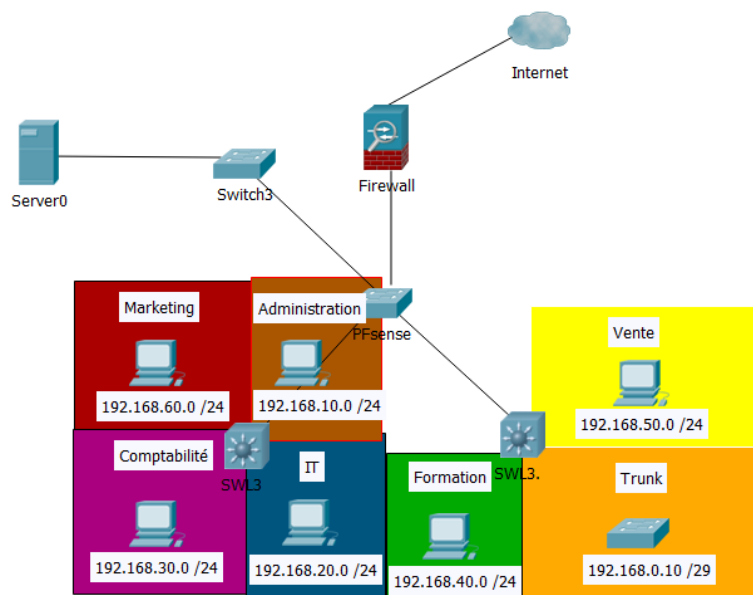 Internet
Server0
Switch3
Firewall
Marketing
Administration
PFsense
Vente
192.168.60.0 /24
192.168.10.0 /24
192.168.50.0 /24
Comptabilité
SWL3
IT
Formation
SWL3.
Trunk
192.168.30.0 /24
192.168.20.0 /24
192.168.40.0 /24
192.168.0.10 /29